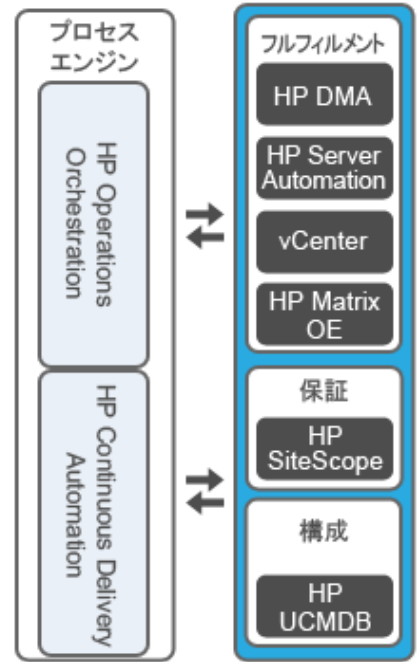 プロセス
エンジン
HP Operations
Orchestration
HP Continuous Delivery
Automation
フルフィルメント
HP DMA
HP Server
Automation
vCenter
HP Matrix
OE
保証
HP
SiteScope
構成
HP
UCMDB